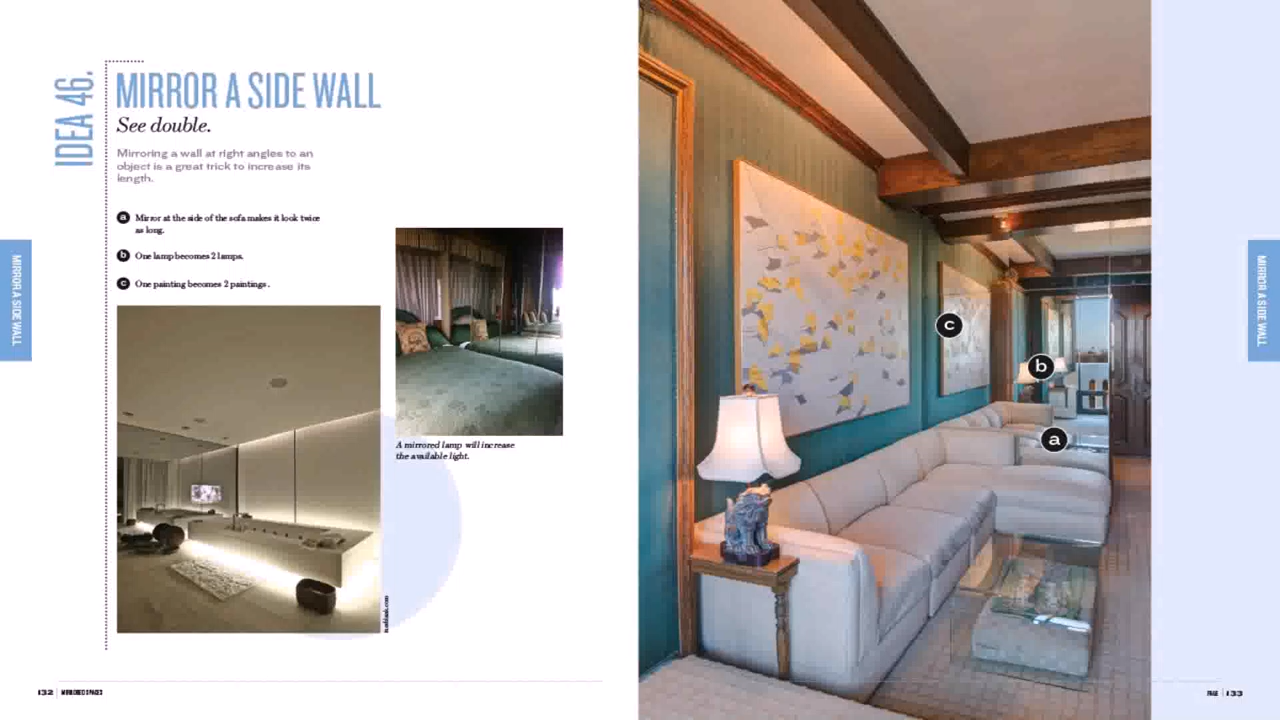 IDEA 46.
MIRROR A SIDE WALL
See double.
Mirroring a wall at right angles to an
object is a great trick to increase its
length.
a Mirror at the side of the sofa makes it look twice
as long.
b One lamp becomes 2 lamps.
c One painting becomes 2 paintings.
A mirrored lamp will increase
the available light.
MIRROR A SIDE WALL
132 | MIRRORED SPACES
c
b
a
MIRROR A SIDE WALL
PAGE | 133